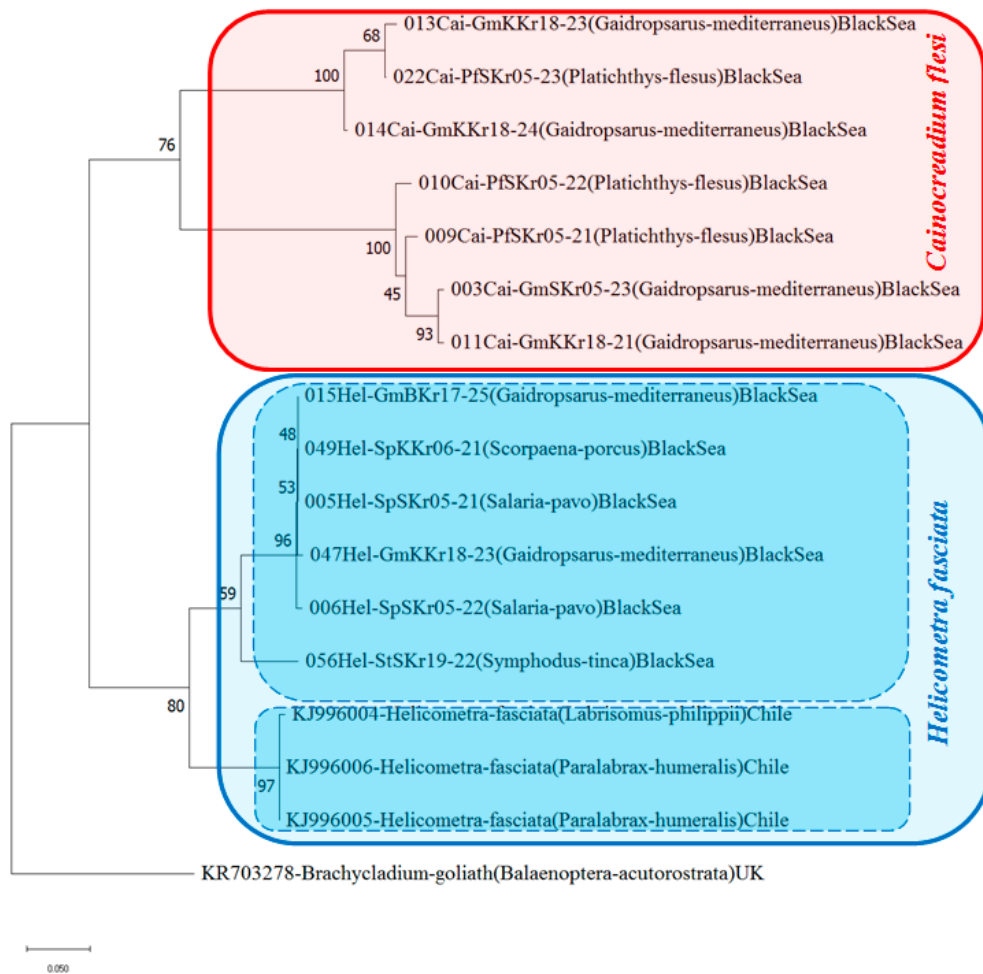 013Cai-GmKKr18-23(Gaidropsarus-mediterraneus)BlackSea
68
022Cai-PfSKr05-23(Platichthys-flesus)BlackSea
100
014Cai-GmKKr18-24(Gaidropsarus-mediterraneus)BlackSea
76
010Cai-PfSKr05-22(Platichthys-flesus)BlackSea
009Cai-PfSKr05-21(Platichthys-flesus)BlackSea
100
003Cai-GmSKr05-23(Gaidropsarus-mediterraneus)BlackSea
45
93
011Cai-GmKKr18-21(Gaidropsarus-mediterraneus)BlackSea
Cainocreadium flesi
015Hel-GmBKr17-25(Gaidropsarus-mediterraneus)BlackSea
48
049Hel-SpKKr06-21(Scorpaena-porcus)BlackSea
53
005Hel-SpSKr05-21(Salaria-pavo)BlackSea
96
047Hel-GmKKr18-23(Gaidropsarus-mediterraneus)BlackSea
59
006Hel-SpSKr05-22(Salaria-pavo)BlackSea
056Hel-StSKr19-22(Symphodus-tinca)BlackSea
80
KJ996004-Helicometra-fasciata(Labrisomus-philippii)Chile
KJ996006-Helicometra-fasciata(Paralabrax-humeralis)Chile
97
KJ996005-Helicometra-fasciata(Paralabrax-humeralis)Chile
Helicometra fasciata
KR703278-Brachycladium-goliath(Balaenoptera-acutorostrata)UK
0.050